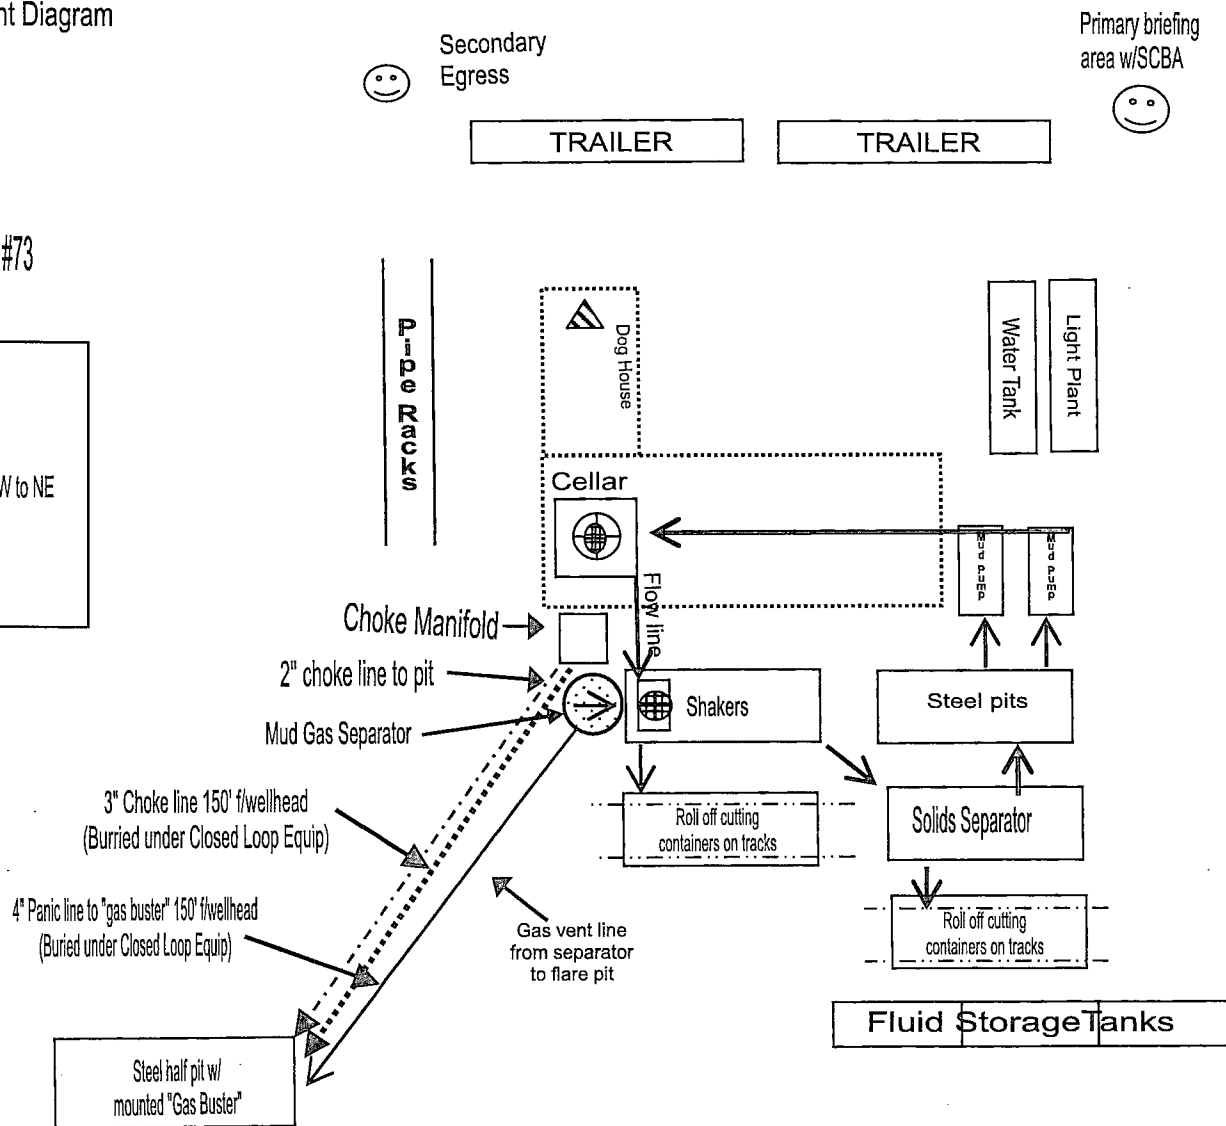 nt Diagram
Secondary
Egress
Primary briefing
area w/SCBA
TRAILER
TRAILER
#73
Pipe Racks
Dog House
Water Tank
Light Plant
W to NE
Cellar
Mud pump
Mud pump
Flow line
Choke Manifold
2" choke line to pit
Mud Gas Separator
Shakers
Steel pits
3" Choke line 150' f/wellhead
(Burried under Closed Loop Equip)
Roll off cutting
containers on tracks
Solids Separator
4" Panic line to "gas buster" 150' f/wellhead
(Buried under Closed Loop Equip)
Gas vent line
from separator
to flare pit
Roll off cutting
containers on tracks
Fluid StorageTanks
Steel half pit w/
mounted "Gas Buster"